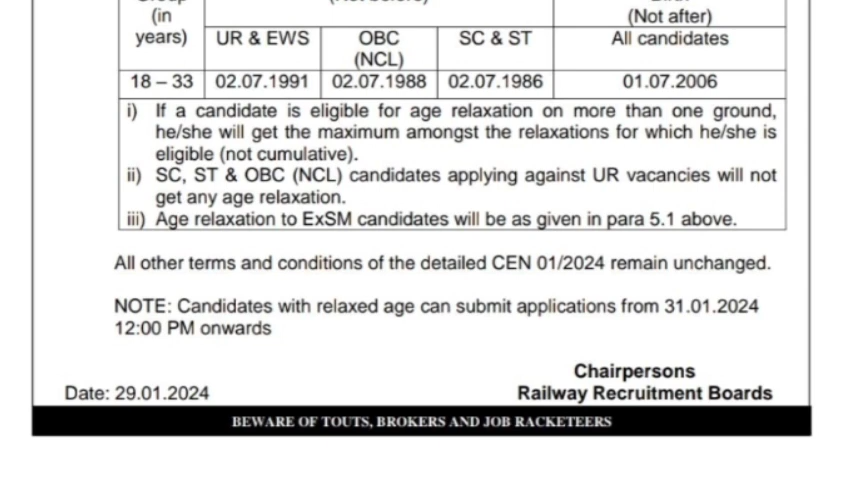 (in
years)
(Not after)
UR & EWS
OBC
(NCL)
SC & ST
All candidates
18 – 33
02.07.1991
02.07.1988
02.07.1986
01.07.2006
i) If a candidate is eligible for age relaxation on more than one ground,
he/she will get the maximum amongst the relaxations for which he/she is
eligible (not cumulative).
ii) SC, ST & OBC (NCL) candidates applying against UR vacancies will not
get any age relaxation.
iii) Age relaxation to ExSM candidates will be as given in para 5.1 above.
All other terms and conditions of the detailed CEN 01/2024 remain unchanged.
NOTE: Candidates with relaxed age can submit applications from 31.01.2024
12:00 PM onwards
Chairpersons
Date: 29.01.2024
Railway Recruitment Boards
BEWARE OF TOUTS, BROKERS AND JOB RACKETEERS